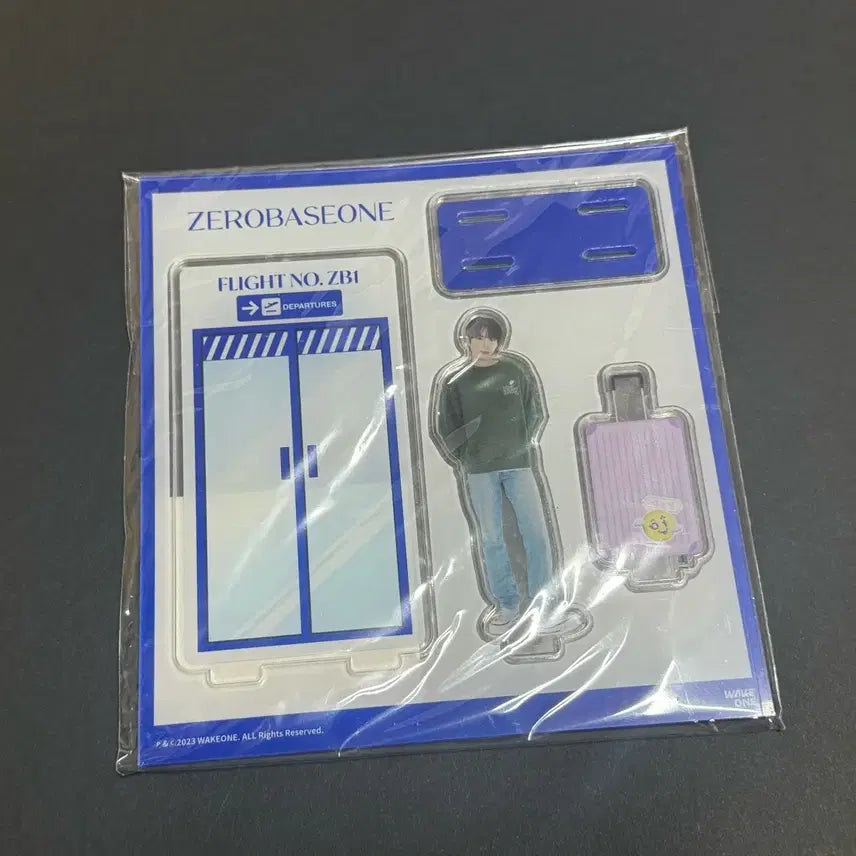 ZEROBASEONE
FLIGHT NO. ZB1
DEPARTURES
WAKE
ONE
P & C 2023 WAKEONE. ALL Rights Reserved.